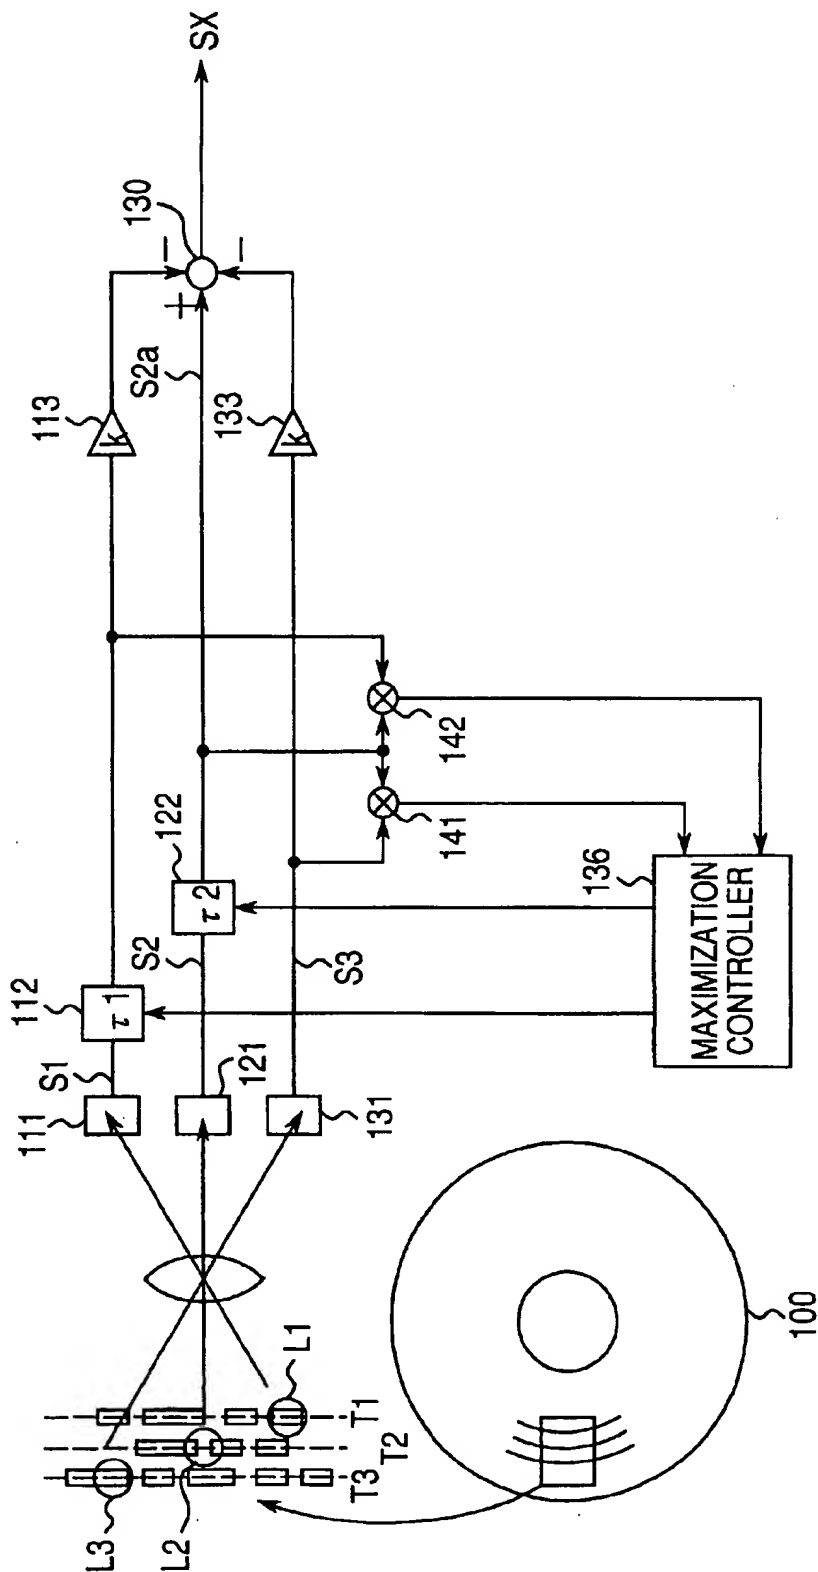 SX
130
−
+
−
S2a
113
k
133
k
142
141
122
τ2
S2
112
τ1
S1
S3
136
MAXIMIZATION
CONTROLLER
111
121
131
L1
T1
T2
T3
L2
L3
100